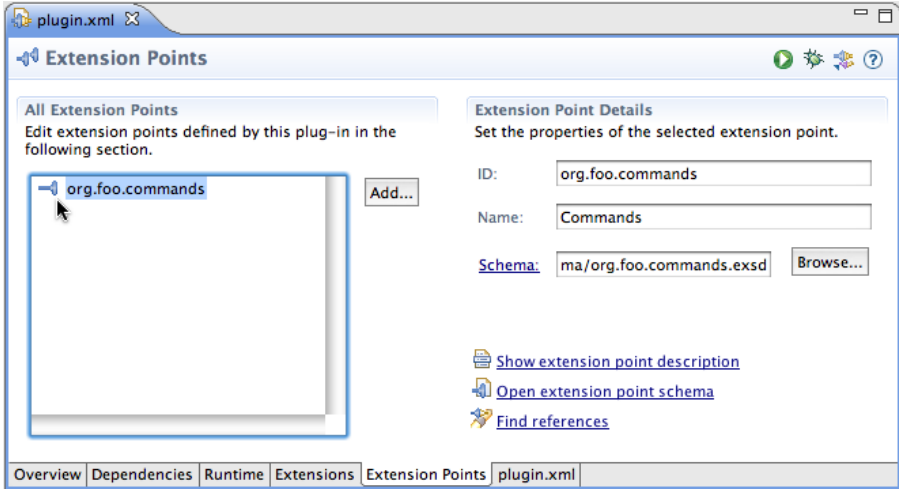 plugin.xml
Extension Points
All Extension Points
Edit extension points defined by this plug-in in the
following section.
org.foo.commands
Add...
Extension Point Details
Set the properties of the selected extension point.
ID:
org.foo.commands
Name:
Commands
Schema:
ma/org.foo.commands.exsd
Browse...
Show extension point description
Open extension point schema
Find references
Overview Dependencies Runtime Extensions Extension Points plugin.xml